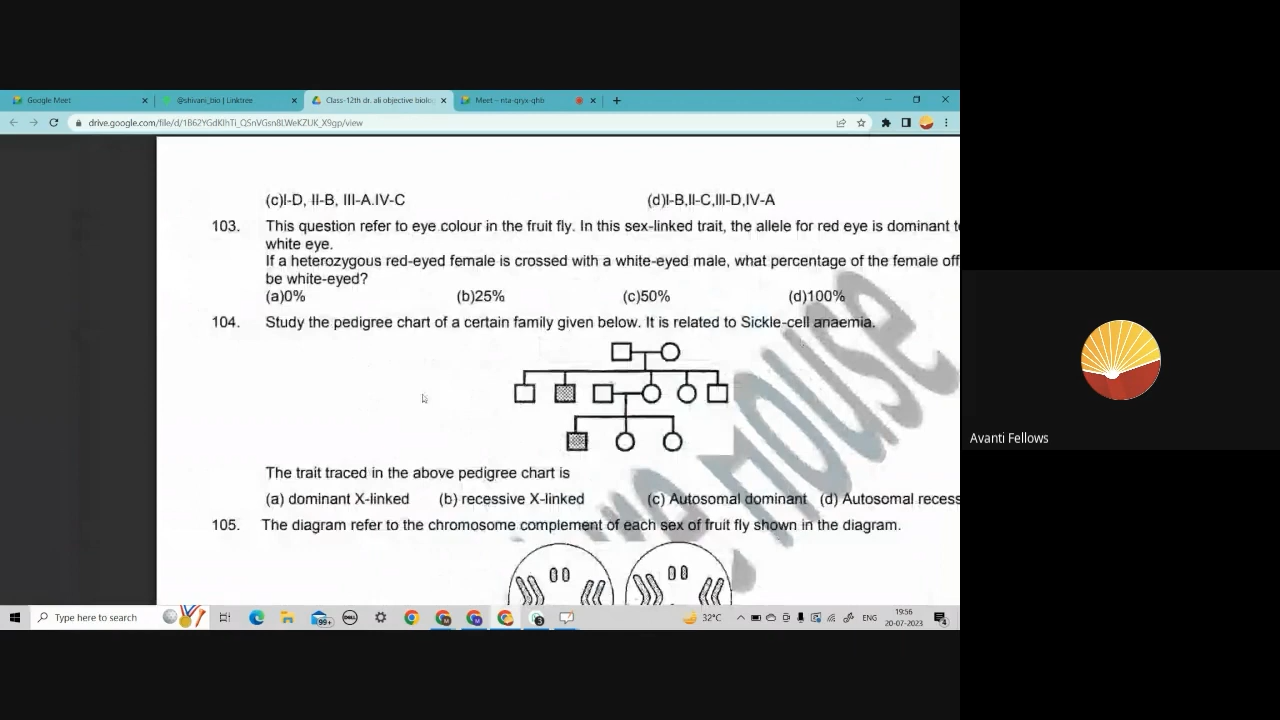 Google Meet
@shivani_bio | Linktree
Class-12th dr. ali objective biolo
Meet – nta-qryx-qhb
drive.google.com/file/d/1B62YGdKlhTi_QSnVGsn8LWeKZUK_X9gp/view
(c)I-D, II-B, III-A.IV-C (d)I-B,II-C,III-D,IV-A
103. This question refer to eye colour in the fruit fly. In this sex-linked trait, the allele for red eye is dominant t
white eye.
If a heterozygous red-eyed female is crossed with a white-eyed male, what percentage of the female off
be white-eyed?
(a)0% (b)25% (c)50% (d)100%
104. Study the pedigree chart of a certain family given below. It is related to Sickle-cell anaemia.
The trait traced in the above pedigree chart is
(a) dominant X-linked (b) recessive X-linked (c) Autosomal dominant (d) Autosomal recess
105. The diagram refer to the chromosome complement of each sex of fruit fly shown in the diagram.
mouse
Avanti Fellows
Type here to search
99+
DELL
3
32°C
ENG
19:56
20-07-2023
4